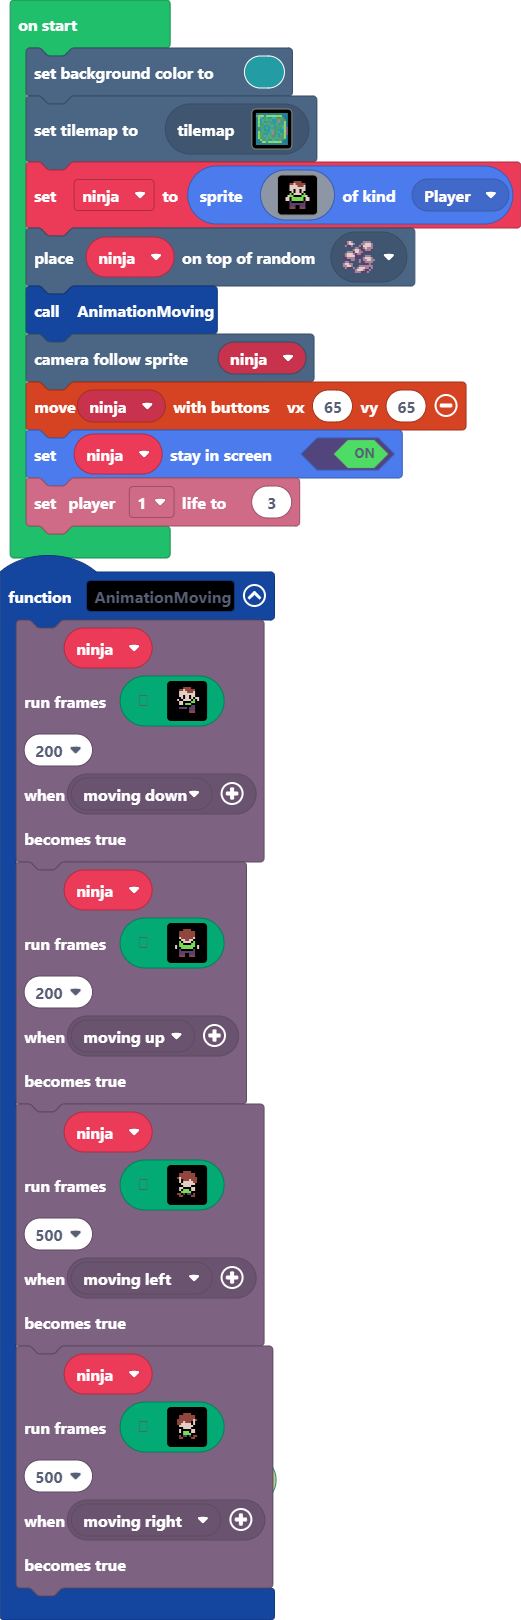 on start
set background color to
set tilemap to tilemap
set ninja to sprite of kind Player
place ninja on top of random
call AnimationMoving
camera follow sprite ninja
move ninja with buttons vx 65 vy 65
set ninja stay in screen ON
set player 1 life to 3
function AnimationMoving
ninja
run frames
200
when moving down
becomes true
ninja
run frames
200
when moving up
becomes true
ninja
run frames
500
when moving left
becomes true
ninja
run frames
500
when moving right
becomes true